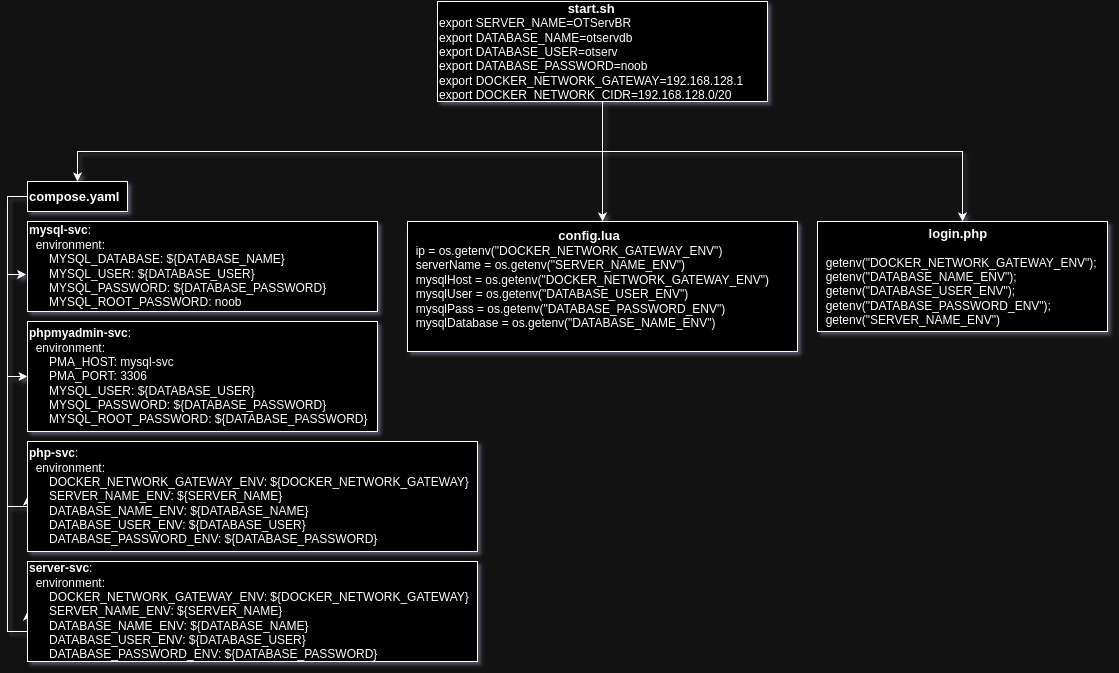 start.sh
export SERVER_NAME=OTServBR
export DATABASE_NAME=otservdb
export DATABASE_USER=otserv
export DATABASE_PASSWORD=noob
export DOCKER_NETWORK_GATEWAY=192.168.128.1
export DOCKER_NETWORK_CIDR=192.168.128.0/20
compose.yaml
mysql-svc:
environment:
MYSQL_DATABASE: ${DATABASE_NAME}
MYSQL_USER: ${DATABASE_USER}
MYSQL_PASSWORD: ${DATABASE_PASSWORD}
MYSQL_ROOT_PASSWORD: noob
phpmyadmin-svc:
environment:
PMA_HOST: mysql-svc
PMA_PORT: 3306
MYSQL_USER: ${DATABASE_USER}
MYSQL_PASSWORD: ${DATABASE_PASSWORD}
MYSQL_ROOT_PASSWORD: ${DATABASE_PASSWORD}
php-svc:
environment:
DOCKER_NETWORK_GATEWAY_ENV: ${DOCKER_NETWORK_GATEWAY}
SERVER_NAME_ENV: ${SERVER_NAME}
DATABASE_NAME_ENV: ${DATABASE_NAME}
DATABASE_USER_ENV: ${DATABASE_USER}
DATABASE_PASSWORD_ENV: ${DATABASE_PASSWORD}
server-svc:
environment:
DOCKER_NETWORK_GATEWAY_ENV: ${DOCKER_NETWORK_GATEWAY}
SERVER_NAME_ENV: ${SERVER_NAME}
DATABASE_NAME_ENV: ${DATABASE_NAME}
DATABASE_USER_ENV: ${DATABASE_USER}
DATABASE_PASSWORD_ENV: ${DATABASE_PASSWORD}
config.lua
ip = os.getenv("DOCKER_NETWORK_GATEWAY_ENV")
serverName = os.getenv("SERVER_NAME_ENV")
mysqlHost = os.getenv("DOCKER_NETWORK_GATEWAY_ENV")
mysqlUser = os.getenv("DATABASE_USER_ENV")
mysqlPass = os.getenv("DATABASE_PASSWORD_ENV")
mysqlDatabase = os.getenv("DATABASE_NAME_ENV")
login.php
getenv("DOCKER_NETWORK_GATEWAY_ENV");
getenv("DATABASE_NAME_ENV");
getenv("DATABASE_USER_ENV");
getenv("DATABASE_PASSWORD_ENV");
getenv("SERVER_NAME_ENV")